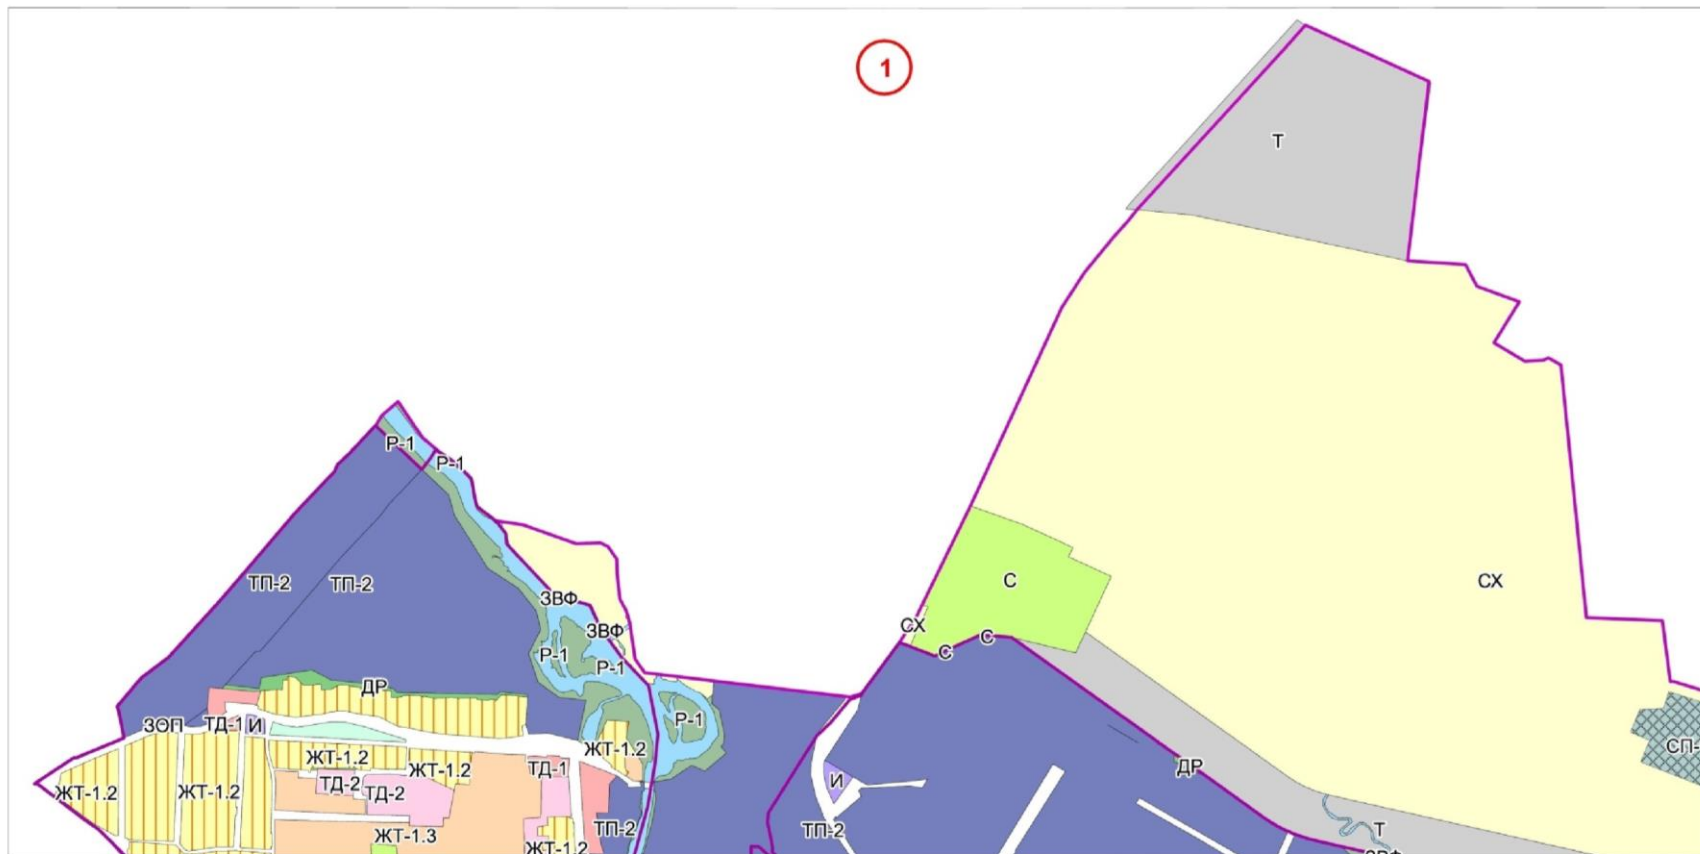 1
Т
Р-1
Р-1
ТП-2
ТП-2
С
СХ
ЗВФ
СХ
ЗВФ
С
С
Р-1
Р-1
ДР
Р-1
ЗОП
ТД-1
И
ЖТ-1.2
СП-
ЖТ-1.2
ЖТ-1.2
ТД-1
ДР
ТД-2
ТД-2
И
ЖТ-1.2
ЖТ-1.2
ТП-2
ТП-2
Т
ЖТ-1.3
ЖТ-1.2
ЗВФ